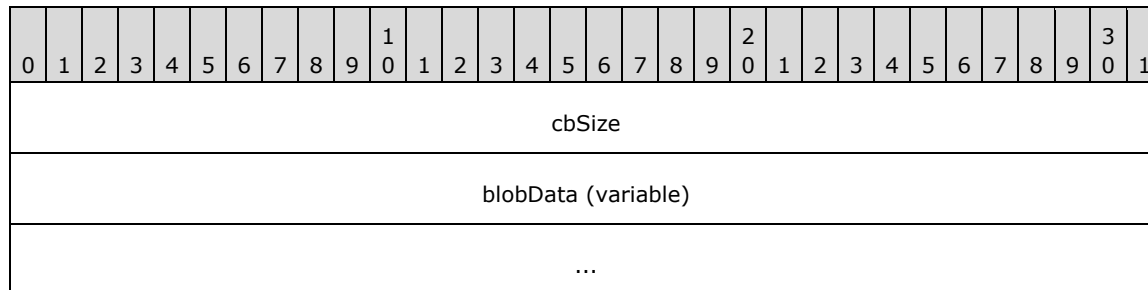 0 1 2 3 4 5 6 7 8 9 1 0 1 2 3 4 5 6 7 8 9 2 0 1 2 3 4 5 6 7 8 9 3 0 1
cbSize
blobData (variable)
...